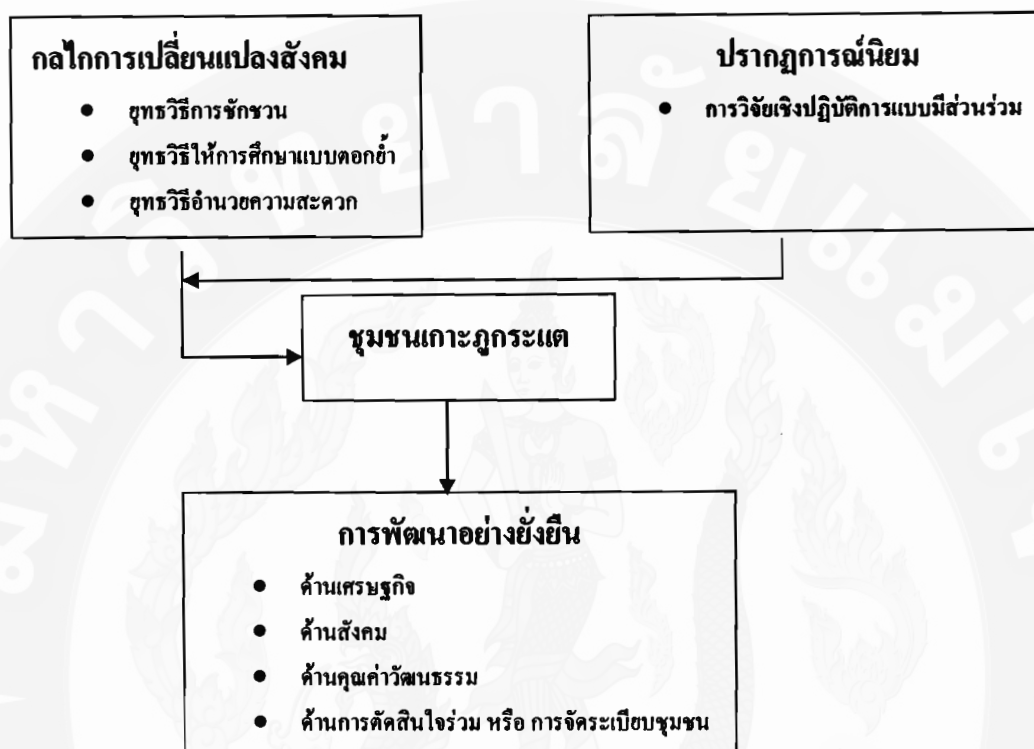 กลไกการเปลี่ยนแปลงสังคม
● ยุทธวิธีการชักชวน
● ยุทธวิธีให้การศึกษาแบบตอกย้ำ
● ยุทธวิธีอำนวยความสะดวก
ปรากฏการณ์นิยม
● การวิจัยเชิงปฏิบัติการแบบมีส่วนร่วม
ชุมชนเกาะภูกระแต
การพัฒนาอย่างยั่งยืน
● ด้านเศรษฐกิจ
● ด้านสังคม
● ด้านคุณค่าวัฒนธรรม
● ด้านการตัดสินใจร่วม หรือ การจัดระเบียบชุมชน